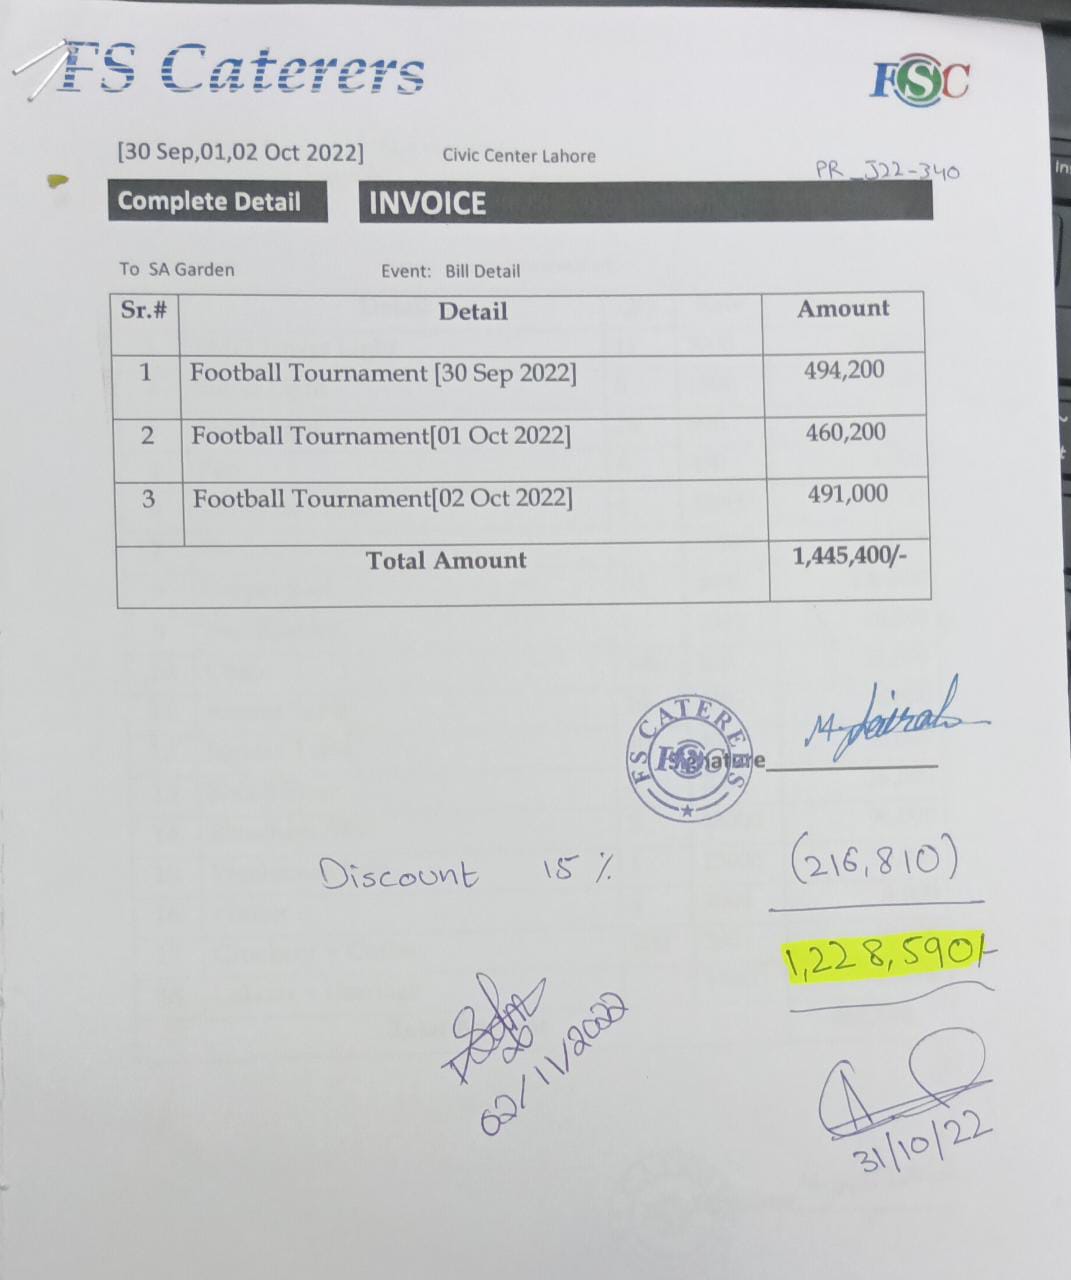 FS Caterers
FSC
[30 Sep,01,02 Oct 2022] Civic Center Lahore
PR_J22-340
Complete Detail INVOICE
To SA Garden Event: Bill Detail
Sr.# Detail Amount
1 Football Tournament [30 Sep 2022] 494,200
2 Football Tournament[01 Oct 2022] 460,200
3 Football Tournament[02 Oct 2022] 491,000
Total Amount 1,445,400/-
FS CATERERS
FSC
Signature
Discount 15 % (216,810)
1,228,590/-
02/11/2022
31/10/22